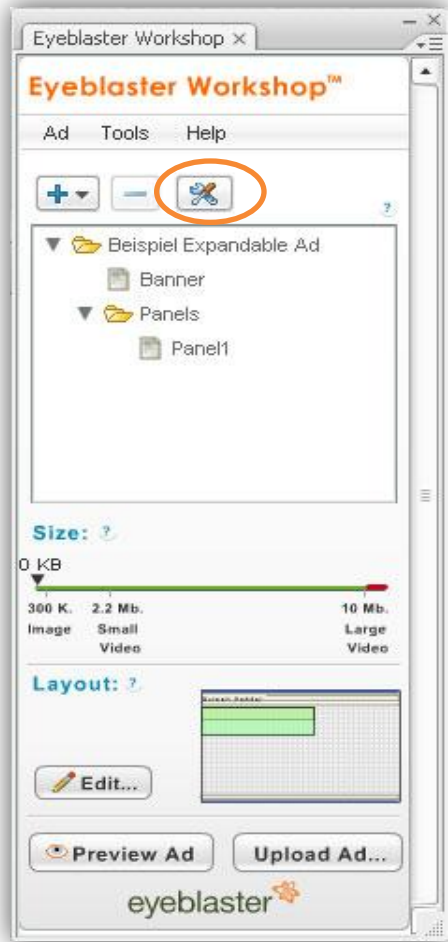 Eyeblaster Workshop ×
Eyeblaster Workshop™
Ad Tools Help
Beispiel Expandable Ad
Banner
Panels
Panel1
Size: ?
0 KB
300 K. 2.2 Mb. 10 Mb.
Image Small Large
Video Video
Layout: ?
Edit...
Preview Ad Upload Ad...
eyeblaster